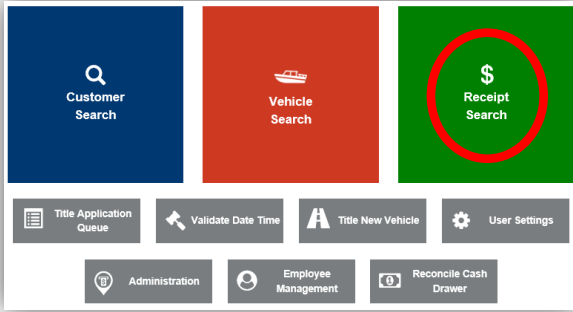 $
Customer
Search
Vehicle
Search
Receipt
Search
Title Application
Queue
Validate Date Time
Title New Vehicle
User Settings
Administration
Employee
Management
Reconcile Cash
Drawer